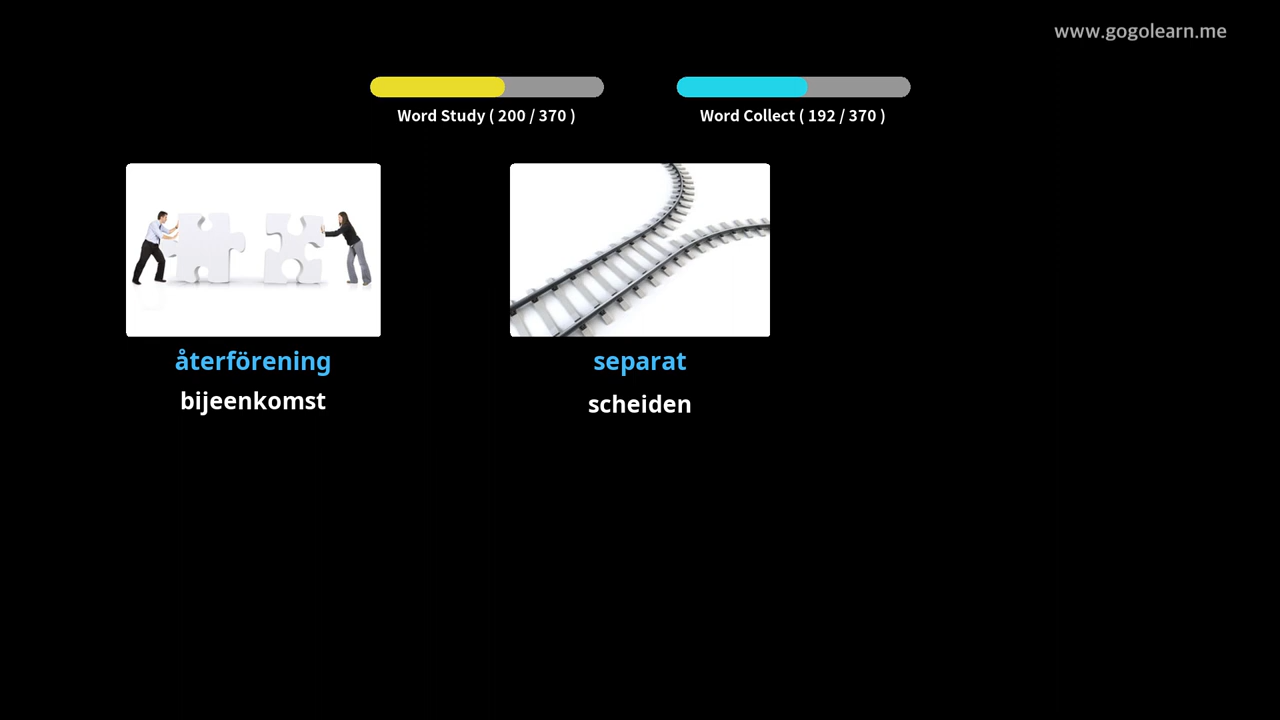 www.gogolearn.me
Word Study ( 200 / 370 )
Word Collect ( 192 / 370 )
återförening
bijeenkomst
separat
scheiden